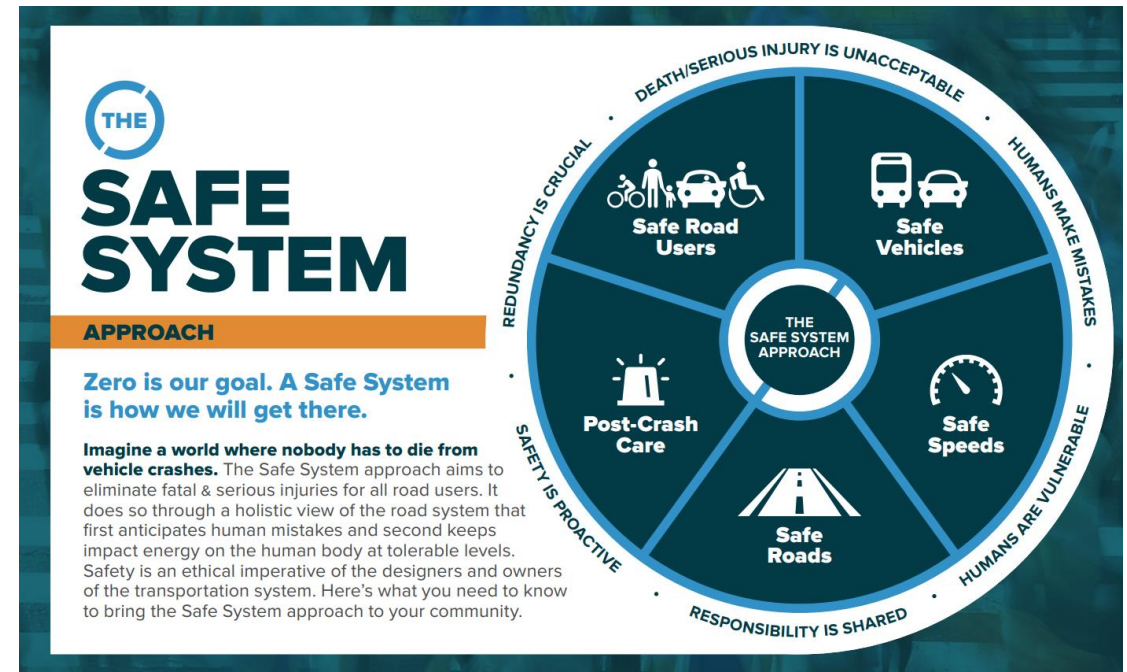 THE
SAFE
SYSTEM
APPROACH
Zero is our goal. A Safe System
is how we will get there.
Imagine a world where nobody has to die from
vehicle crashes. The Safe System approach aims to
eliminate fatal & serious injuries for all road users. It
does so through a holistic view of the road system that
first anticipates human mistakes and second keeps
impact energy on the human body at tolerable levels.
Safety is an ethical imperative of the designers and owners
of the transportation system. Here’s what you need to know
to bring the Safe System approach to your community.
DEATH/SERIOUS INJURY IS UNACCEPTABLE
HUMANS MAKE MISTAKES
HUMANS ARE VULNERABLE
RESPONSIBILITY IS SHARED
SAFETY IS PROACTIVE
REDUNDANCY IS CRUCIAL
Safe Road
Users
Safe
Vehicles
Safe
Speeds
Safe
Roads
Post-Crash
Care
THE
SAFE SYSTEM
APPROACH